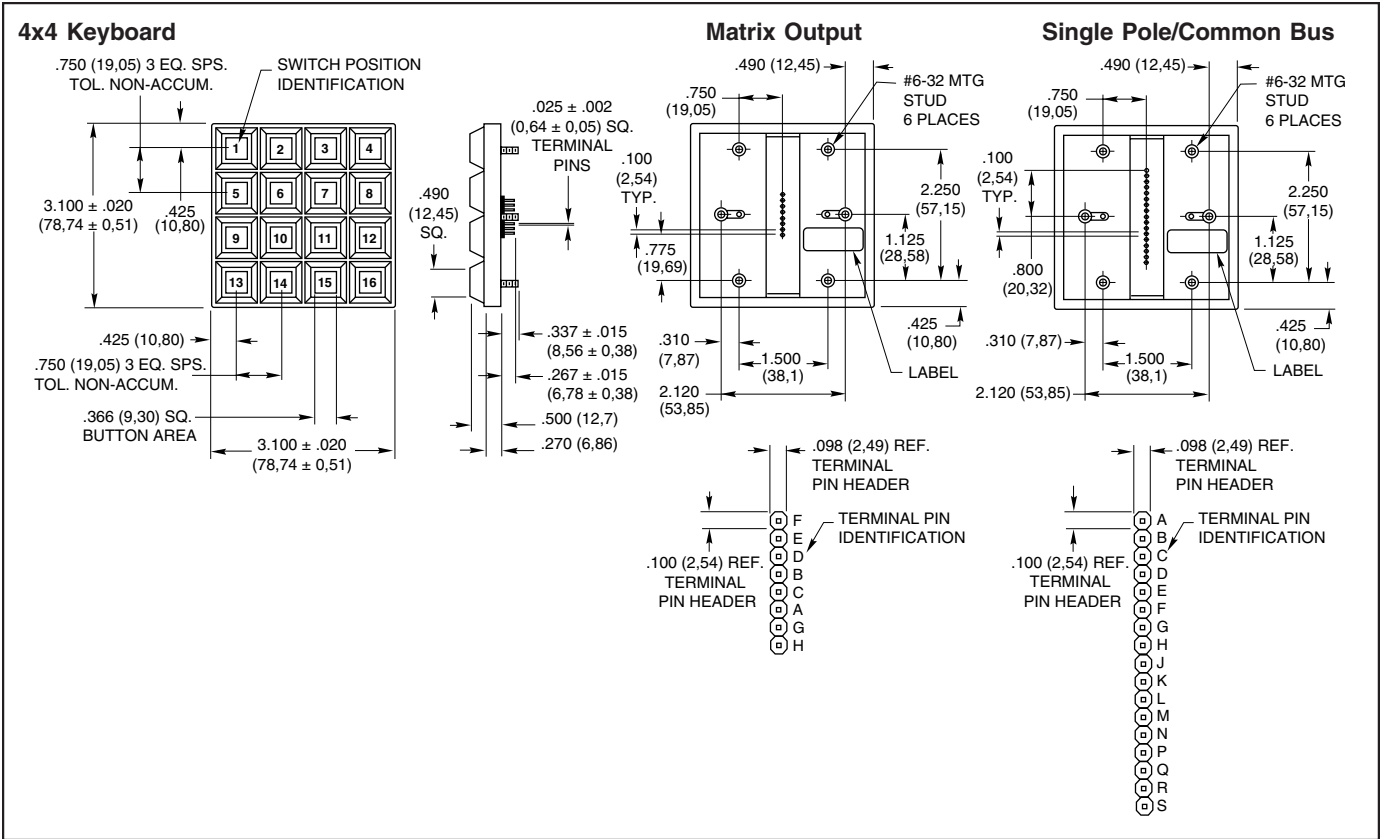 4x4 Keyboard
Matrix Output
Single Pole/Common Bus
.750 (19,05) 3 EQ. SPS.
TOL. NON-ACCUM.
SWITCH POSITION
IDENTIFICATION
1
2
3
4
5
6
7
8
9
10
11
12
13
14
15
16
3.100 ± .020
(78,74 ± 0,51)
.425
(10,80)
.425 (10,80)
.750 (19,05) 3 EQ. SPS.
TOL. NON-ACCUM.
.366 (9,30) SQ.
BUTTON AREA
3.100 ± .020
(78,74 ± 0,51)
.025 ± .002
(0,64 ± 0,05) SQ.
TERMINAL
PINS
.490
(12,45)
SQ.
.337 ± .015
(8,56 ± 0,38)
.267 ± .015
(6,78 ± 0,38)
.500 (12,7)
.270 (6,86)
.490 (12,45)
.750
(19,05)
#6-32 MTG
STUD
6 PLACES
.100
(2,54)
TYP.
2.250
(57,15)
.775
(19,69)
1.125
(28,58)
.425
(10,80)
.310
(7,87)
1.500
(38,1)
LABEL
2.120
(53,85)
.098 (2,49) REF.
TERMINAL
PIN HEADER
TERMINAL PIN
IDENTIFICATION
.100 (2,54) REF.
TERMINAL
PIN HEADER
F
E
D
B
C
A
G
H
.490 (12,45)
.750
(19,05)
#6-32 MTG
STUD
6 PLACES
.100
(2,54)
TYP.
2.250
(57,15)
.800
(20,32)
1.125
(28,58)
.425
(10,80)
.310 (7,87)
1.500
(38,1)
LABEL
2.120 (53,85)
.098 (2,49) REF.
TERMINAL
PIN HEADER
TERMINAL PIN
IDENTIFICATION
.100 (2,54) REF.
TERMINAL
PIN HEADER
A
B
C
D
E
F
G
H
J
K
L
M
N
P
Q
R
S